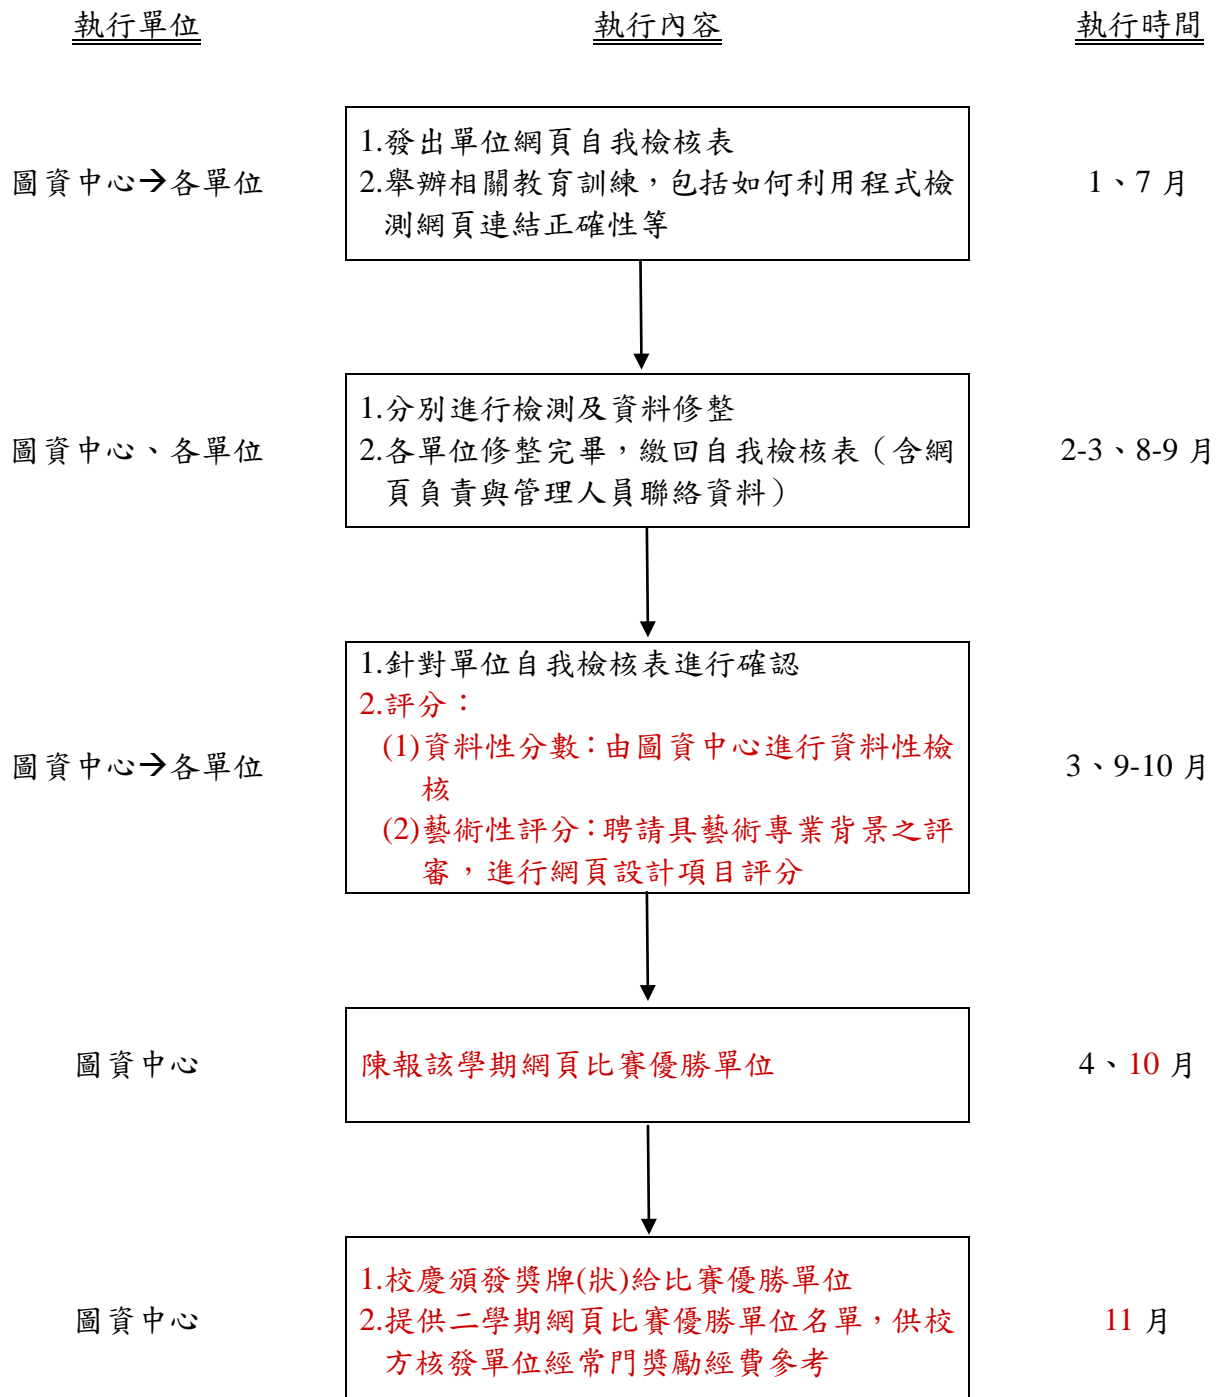 執行單位 執行內容 執行時間
圖資中心→各單位
1.發出單位網頁自我檢核表
2.舉辦相關教育訓練，包括如何利用程式檢
測網頁連結正確性等
1、7 月
圖資中心、各單位
1.分別進行檢測及資料修整
2.各單位修整完畢，繳回自我檢核表（含網
頁負責與管理人員聯絡資料）
2-3、8-9 月
圖資中心→各單位
1.針對單位自我檢核表進行確認
2.評分：
(1)資料性分數：由圖資中心進行資料性檢
核
(2)藝術性評分：聘請具藝術專業背景之評
審，進行網頁設計項目評分
3、9-10 月
圖資中心
陳報該學期網頁比賽優勝單位
4、10 月
圖資中心
1.校慶頒發獎牌(狀)給比賽優勝單位
2.提供二學期網頁比賽優勝單位名單，供校
方核發單位經常門獎勵經費參考
11 月